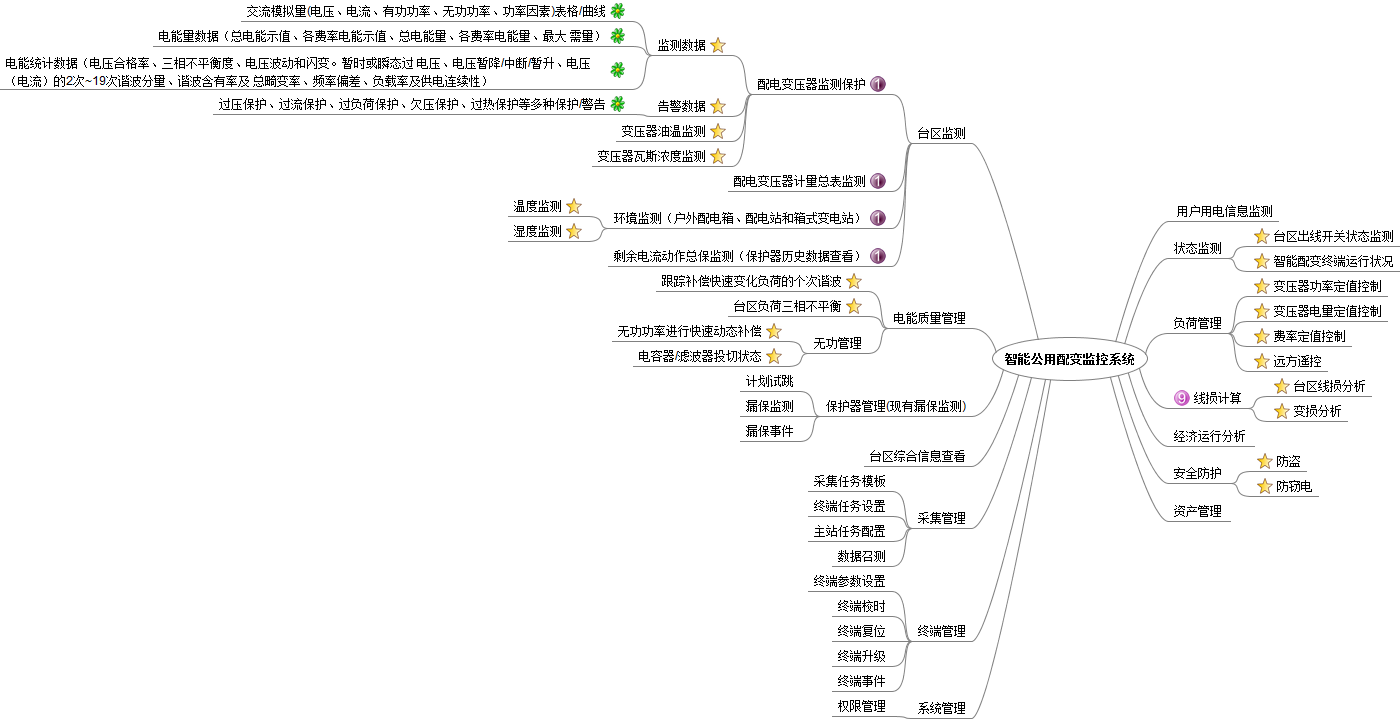 交流模拟量(电压、电流、有功功率、无功功率、功率因素)表格/曲线
电能量数据（总电能示值、各费率电能示值、总电能量、各费率电能量、最大 需量）
电能统计数据（电压合格率、三相不平衡度、电压波动和闪变。暂时或瞬态过 电压、电压暂降/中断/暂升、电压
（电流）的2次~19次谐波分量、谐波含有率及 总畸变率、频率偏差、负载率及供电连续性）
监测数据
过压保护、过流保护、过负荷保护、欠压保护、过热保护等多种保护/警告
告警数据
变压器油温监测
变压器瓦斯浓度监测
配电变压器监测保护
配电变压器计量总表监测
温度监测
湿度监测
环境监测（户外配电箱、配电站和箱式变电站）
剩余电流动作总保监测（保护器历史数据查看）
台区监测
跟踪补偿快速变化负荷的个次谐波
台区负荷三相不平衡
无功功率进行快速动态补偿
电容器/滤波器投切状态
无功管理
电能质量管理
计划试跳
漏保监测
漏保事件
保护器管理(现有漏保监测)
台区综合信息查看
采集任务模板
终端任务设置
主站任务配置
数据召测
采集管理
终端参数设置
终端校时
终端复位
终端升级
终端事件
终端管理
权限管理
系统管理
智能公用配变监控系统
用户用电信息监测
状态监测
台区出线开关状态监测
智能配变终端运行状况
负荷管理
变压器功率定值控制
变压器电量定值控制
费率定值控制
远方遥控
9 线损计算
台区线损分析
变损分析
经济运行分析
安全防护
防盗
防窃电
资产管理